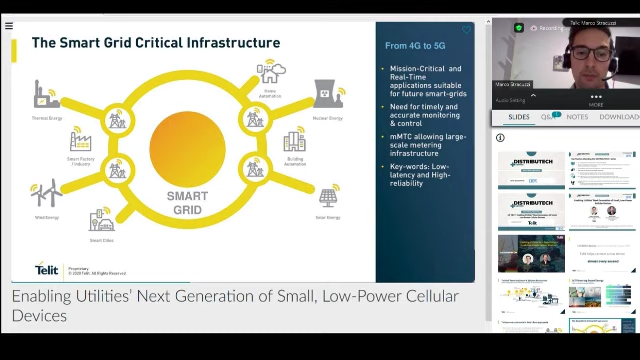 The Smart Grid Critical Infrastructure
Thermal Energy
Smart Factory
/ Industry
Wind Energy
Smart Cities
Home
Automation
Nuclear Energy
Building
Automation
Solar Energy
SMART
GRID
Telit
Proprietary
© 2020 Telit. All Rights Reserved.
From 4G to 5G
• Mission-Critical and
Real-Time
applications suitable
for future smart-grids
• Need for timely and
accurate monitoring
& control
• mMTC allowing large-
scale metering
infrastructure
• Key-words: Low-
latency and High-
reliability
Enabling Utilities' Next Generation of Small, Low-Power Cellular
Devices
Recording
Telit: Marco Stracuzzi
Marco Stracuzzi
Audio Setting
MORE
SLIDES
Q&A
NOTES
DOWNLOAD
DISTRIBUTECH
DISTRIBUTECH
DISTRIBUTECH